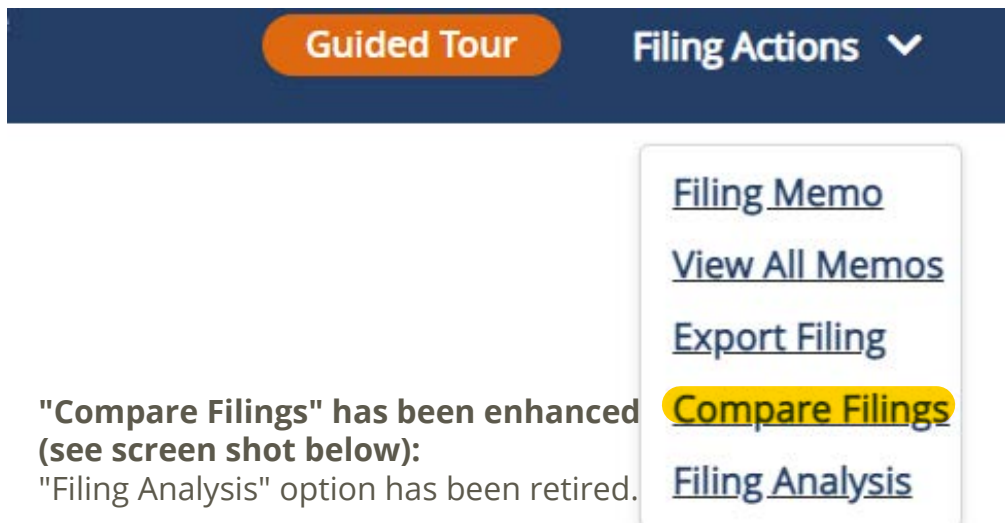 Guided Tour
Filing Actions
Filing Memo
View All Memos
Export Filing
Compare Filings
Filing Analysis
"Compare Filings" has been enhanced
(see screen shot below):
"Filing Analysis" option has been retired.